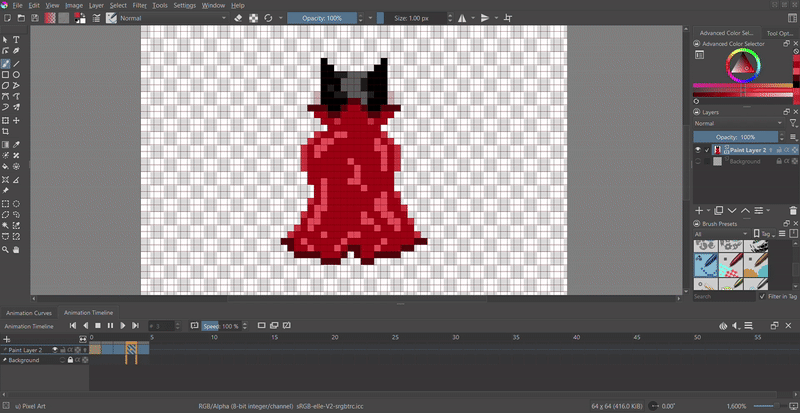 File Edit View Image Layer Select Filter Tools Settings Window Help
Normal
Opacity: 100%
Size: 1.00 px
Advanced Color Sel...
Tool Opt...
Advanced Color Selector
Layers
Normal
Opacity: 100%
Paint Layer 2
Background
Brush Presets
All
Tag
Search
Filter in Tag
Animation Curves
Animation Timeline
Animation Timeline
# 3
Speed: 100 %
0 5 10 15 20 25 30 35 40 45 50 55
Paint Layer 2
Background
u) Pixel Art
RGB/Alpha (8-bit integer/channel) sRGB-elle-V2-srgbtrc.icc
64 x 64 (416.0 KiB)
0.00°
1,600%